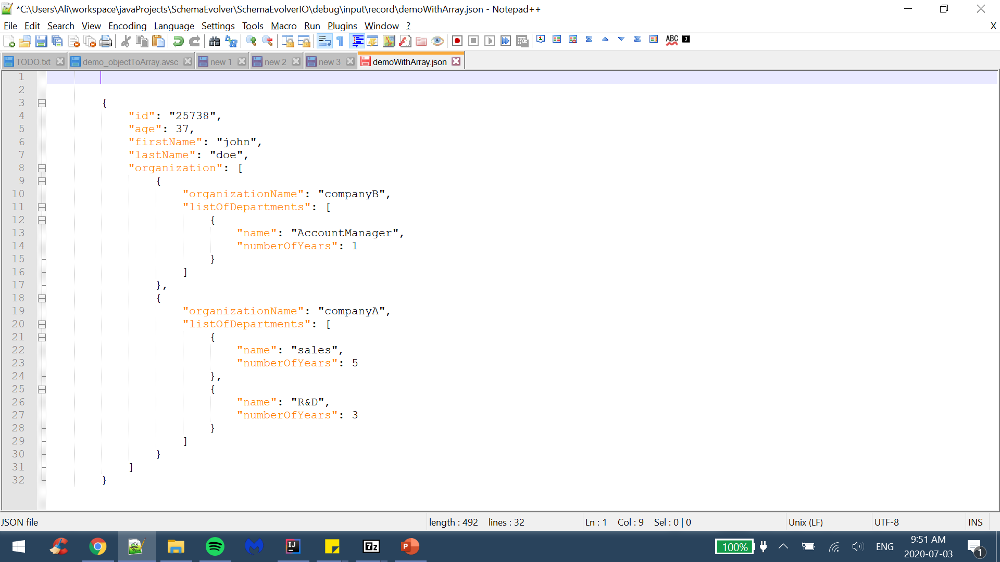 *C:\Users\Ali\workspace\javaProjects\SchemaEvolver\SchemaEvolverIO\debug\input\record\demoWithArray.json - Notepad++
File Edit Search View Encoding Language Settings Tools Macro Run Plugins Window ? X
ABC J
TODO.txt demo_objectToArray.avsc new 1 new 2 new 3 demoWithArray.json
1
2
3 {
4 "id": "25738",
5 "age": 37,
6 "firstName": "john",
7 "lastName": "doe",
8 "organization": [
9 {
10 "organizationName": "companyB",
11 "listOfDepartments": [
12 {
13 "name": "AccountManager",
14 "numberOfYears": 1
15 }
16 ]
17 },
18 {
19 "organizationName": "companyA",
20 "listOfDepartments": [
21 {
22 "name": "sales",
23 "numberOfYears": 5
24 },
25 {
26 "name": "R&D",
27 "numberOfYears": 3
28 }
29 ]
30 }
31 ]
32 }
JSON file length : 492 lines : 32 Ln : 1 Col : 9 Sel : 0 | 0 Unix (LF) UTF-8 INS
IJ 7z P 100% ENG 9:51 AM
2020-07-03 1